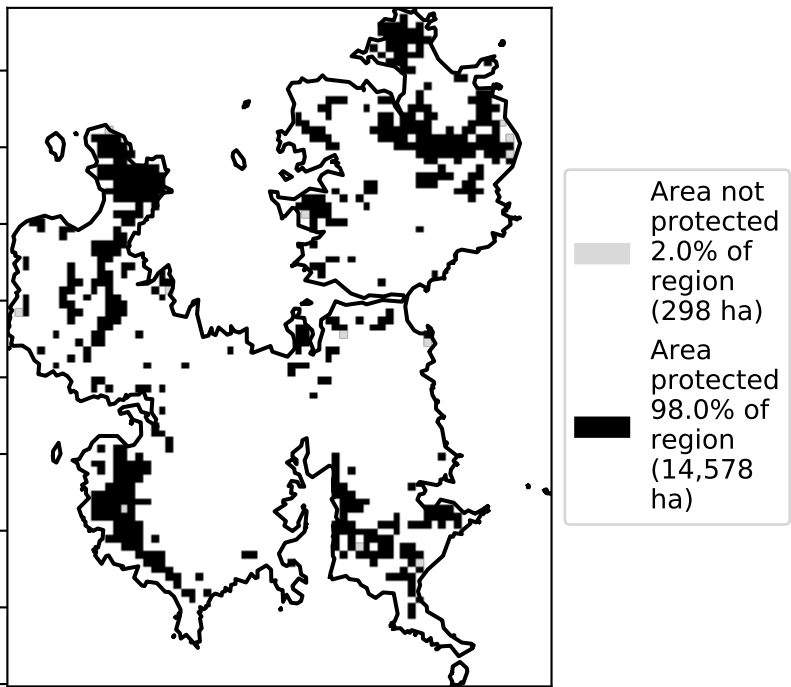 Area not
protected
2.0% of
region
(298 ha)
Area
protected
98.0% of
region
(14,578
ha)